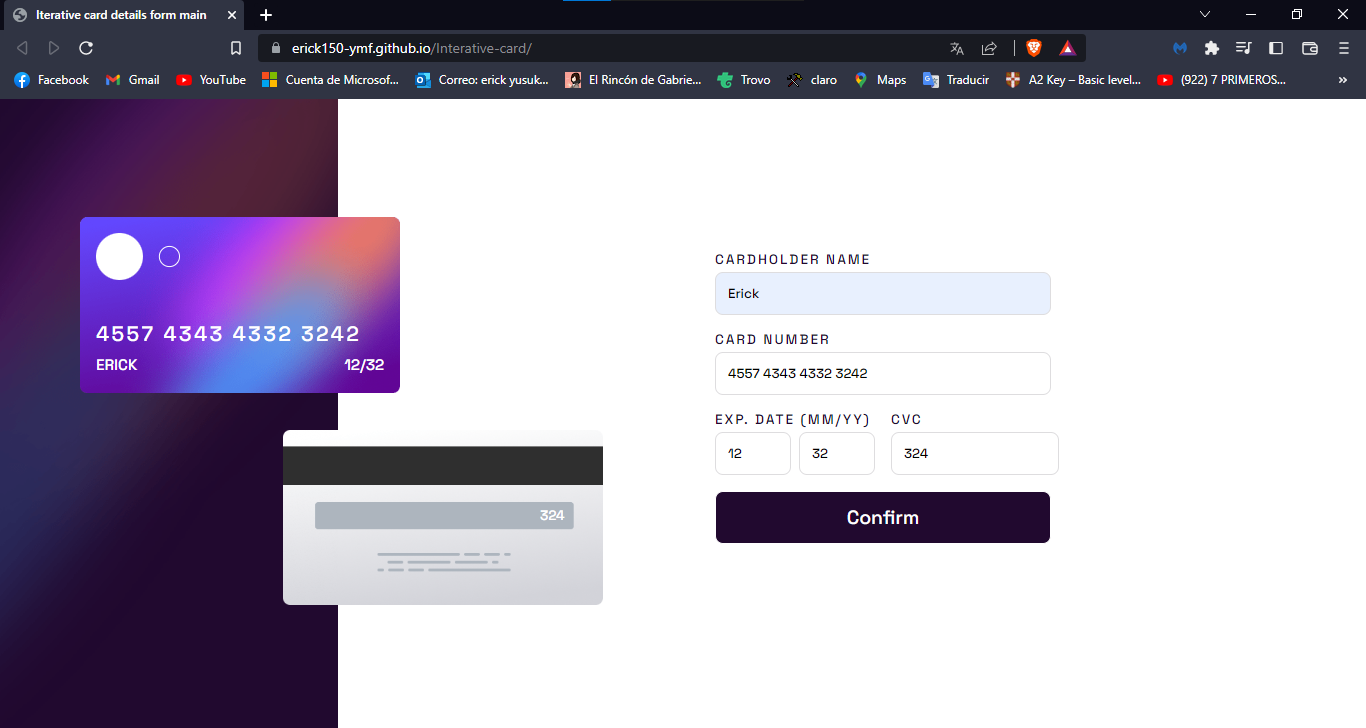 Iterative card details form main
erick150-ymf.github.io/Interative-card/
Facebook
Gmail
YouTube
Cuenta de Microsof...
Correo: erick yusuk...
El Rincón de Gabrie...
Trovo
claro
Maps
Traducir
A2 Key – Basic level...
(922) 7 PRIMEROS...
4557 4343 4332 3242
ERICK 12/32
324
CARDHOLDER NAME
Erick
CARD NUMBER
4557 4343 4332 3242
EXP. DATE (MM/YY) CVC
12 32 324
Confirm